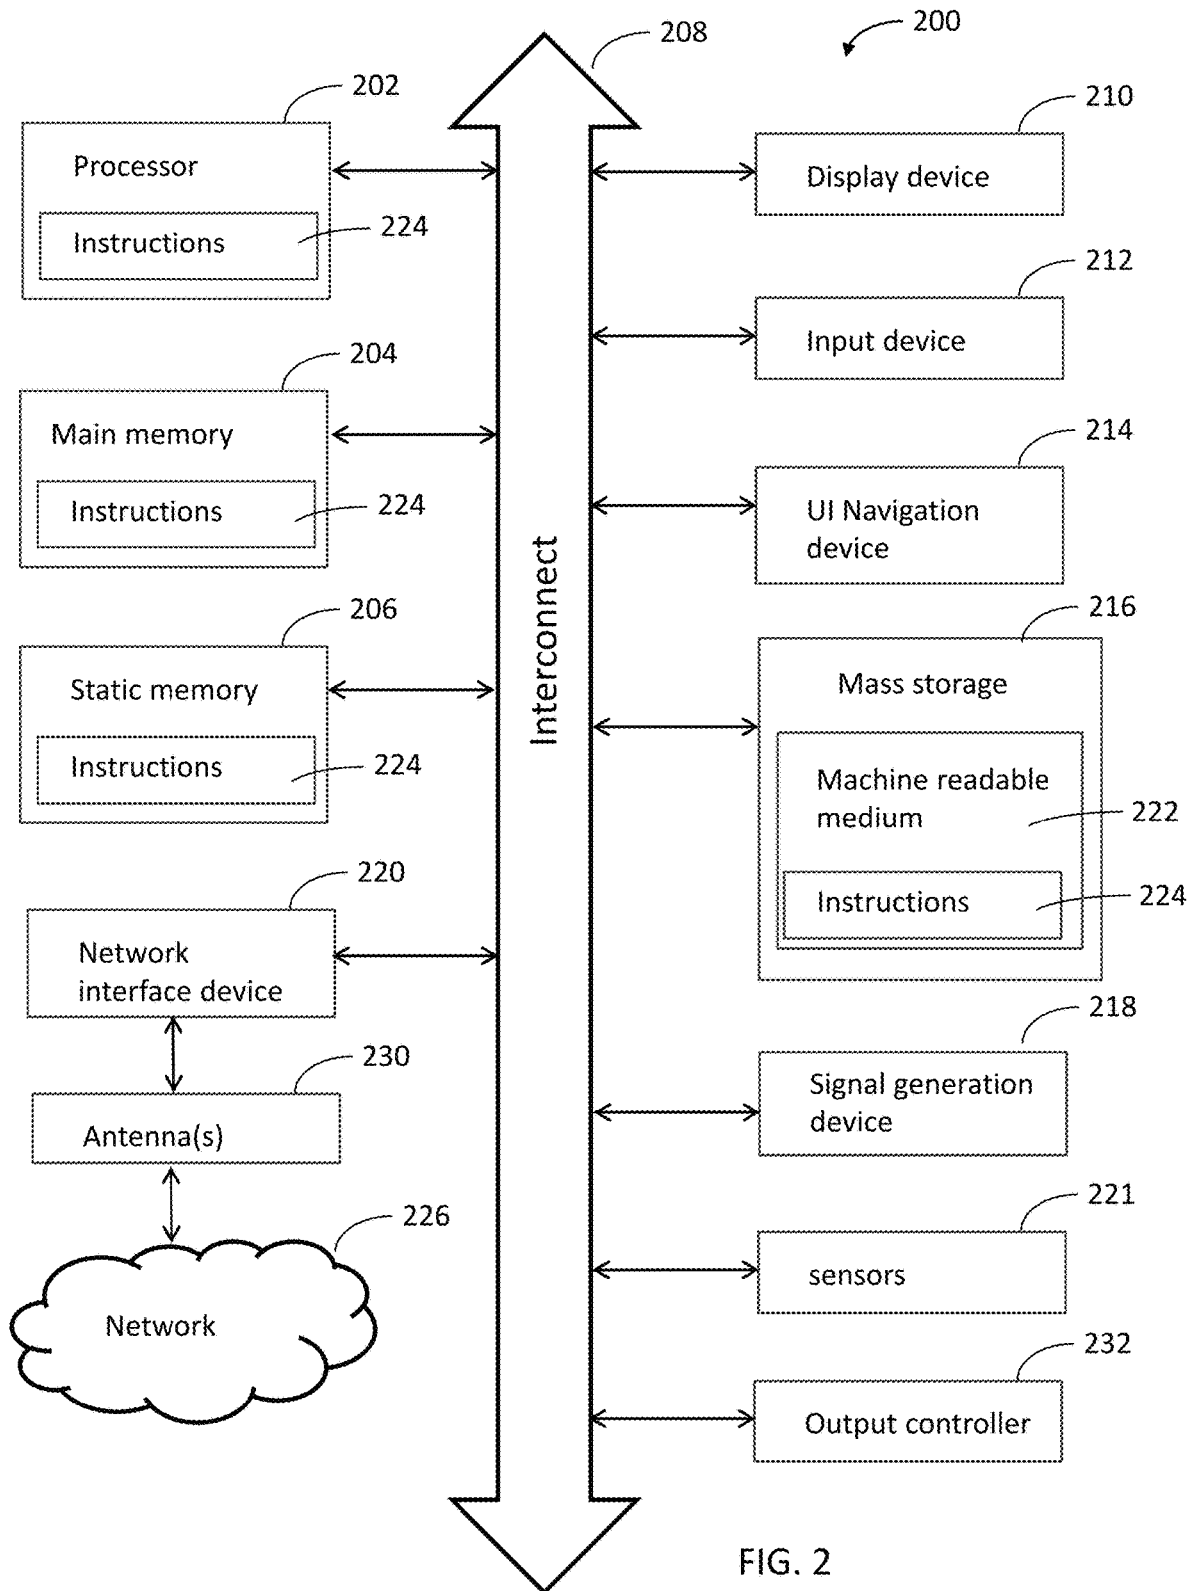 200
208
202
Processor
Instructions
224
204
Main memory
Instructions
224
206
Static memory
Instructions
224
220
Network
interface device
230
Antenna(s)
226
Network
Interconnect
210
Display device
212
Input device
214
UI Navigation
device
216
Mass storage
Machine readable
medium
222
Instructions
224
218
Signal generation
device
221
sensors
232
Output controller
FIG. 2